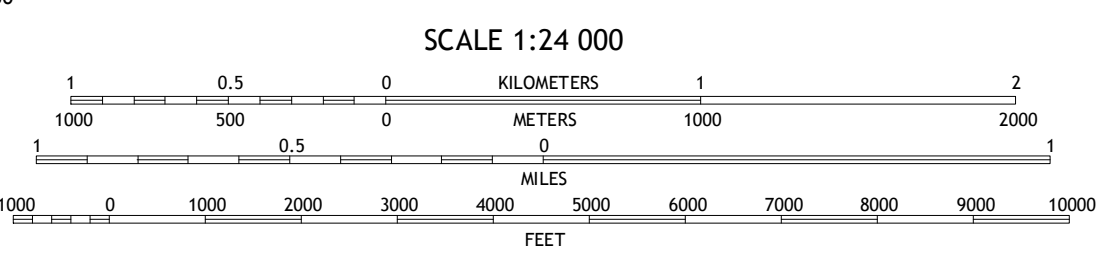 SCALE 1:24 000
1 0.5 0 KILOMETERS 1 2
1000 500 0 METERS 1000 2000
1 0.5 0 1
MILES
1000 0 1000 2000 3000 4000 5000 6000 7000 8000 9000 10000
FEET